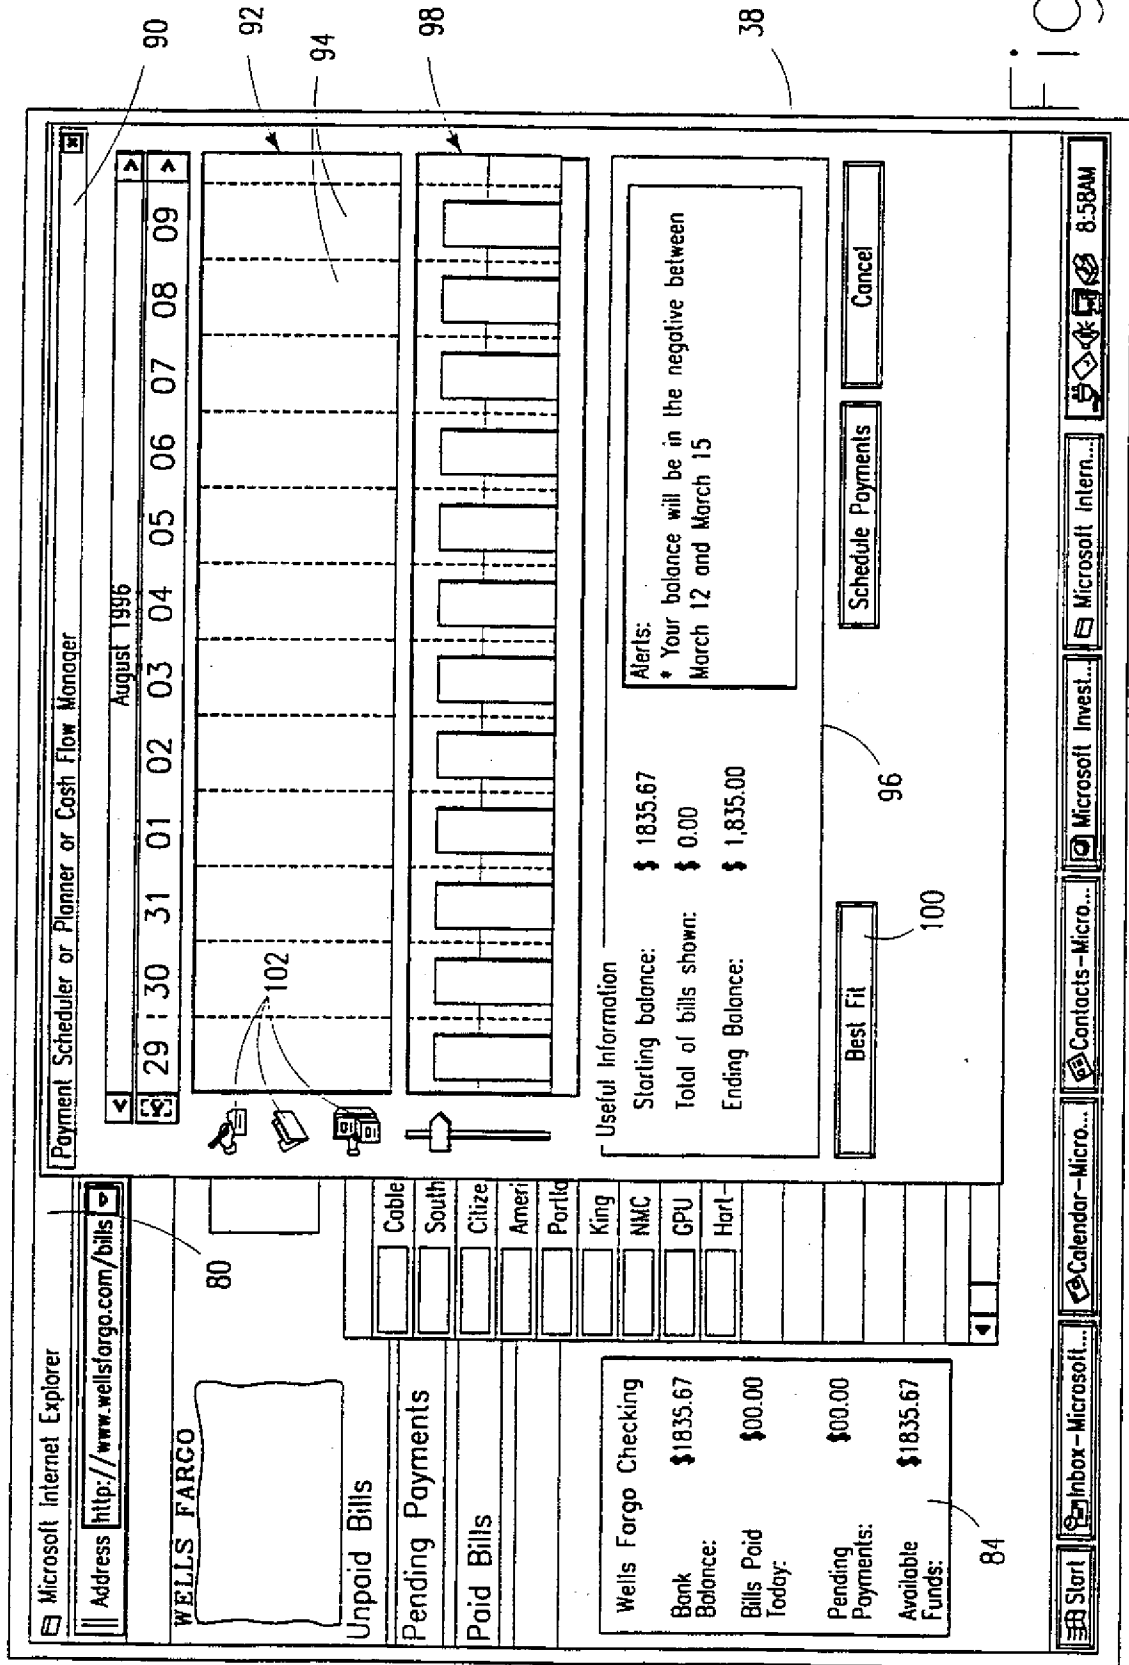 Microsoft Internet Explorer
Address http://www.wellsfargo.com/bills
WELLS FARGO
Unpaid Bills
Pending Payments
Paid Bills
Cable
South
Citize
Ameri
Portla
King
NMC
GPU
Hart-
Wells Fargo Checking
Bank
Balance: $1835.67
Bills Paid
Today: $00.00
Pending
Payments: $00.00
Available
Funds: $1835.67
84
80
Payment Scheduler or Planner or Cash Flow Manager
August 1996
29 30 31 01 02 03 04 05 06 07 08 09
102
Useful Information
Starting balance: $ 1835.67
Total of bills shown: $ 0.00
Ending Balance: $ 1,835.00
Alerts:
* Your balance will be in the negative between
March 12 and March 15
96
Best Fit
Schedule Payments
Cancel
100
90
92
94
98
38
Start
Inbox-Microsoft...
Calendar-Micro...
Contacts-Micro...
Microsoft Invest...
Microsoft Intern...
8:58AM
Fig